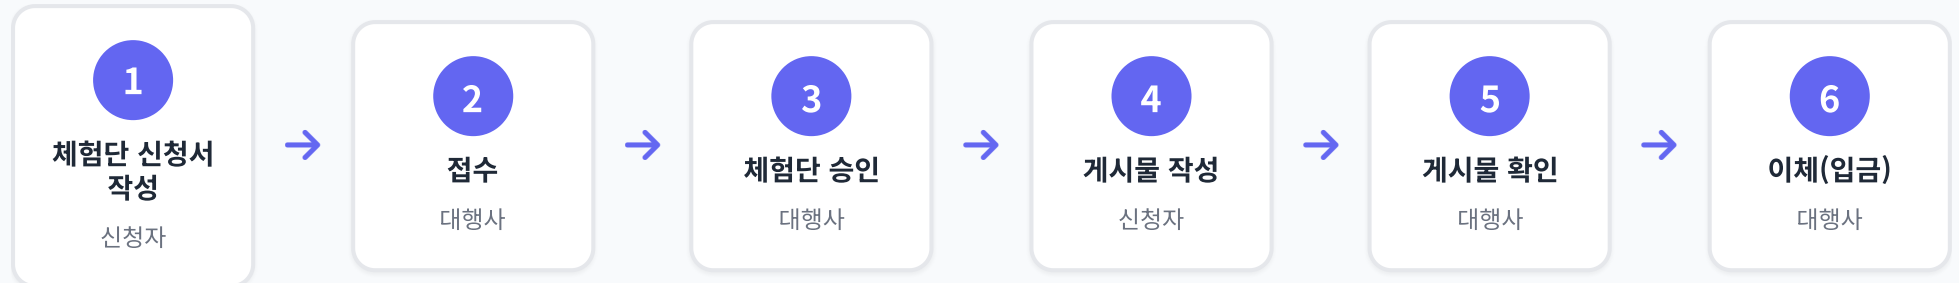 1
체험단 신청서
작성
신청자
2
접수
대행사
3
체험단 승인
대행사
4
게시물 작성
신청자
5
게시물 확인
대행사
6
이체(입금)
대행사